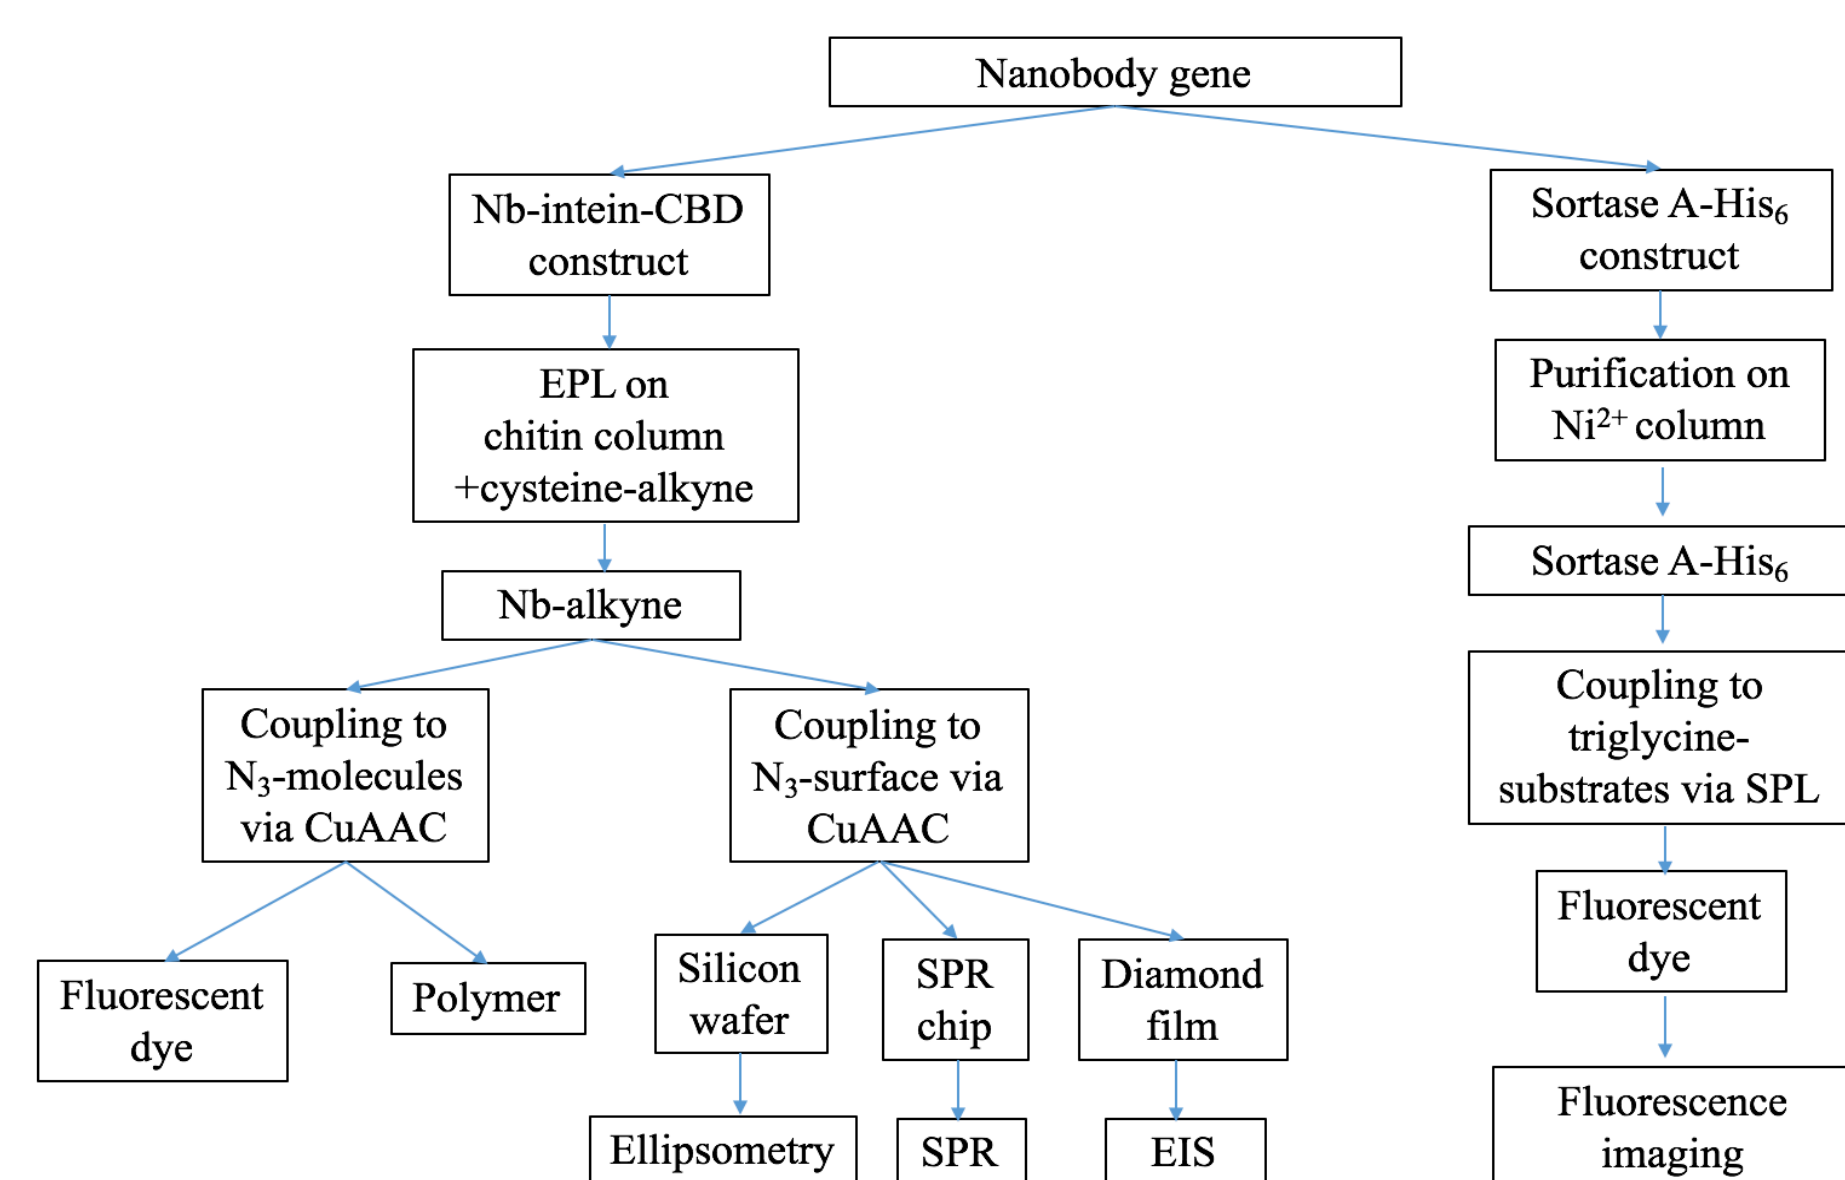 Nanobody gene
Nb-intein-CBD
construct
Sortase A-His₆
construct
EPL on
chitin column
+cysteine-alkyne
Purification on
Ni²⁺ column
Nb-alkyne
Sortase A-His₆
Coupling to
N₃-molecules
via CuAAC
Coupling to
N₃-surface via
CuAAC
Coupling to
triglycine-
substrates via SPL
Fluorescent
dye
Polymer
Silicon
wafer
SPR
chip
Diamond
film
Fluorescent
dye
Ellipsometry
SPR
EIS
Fluorescence
imaging